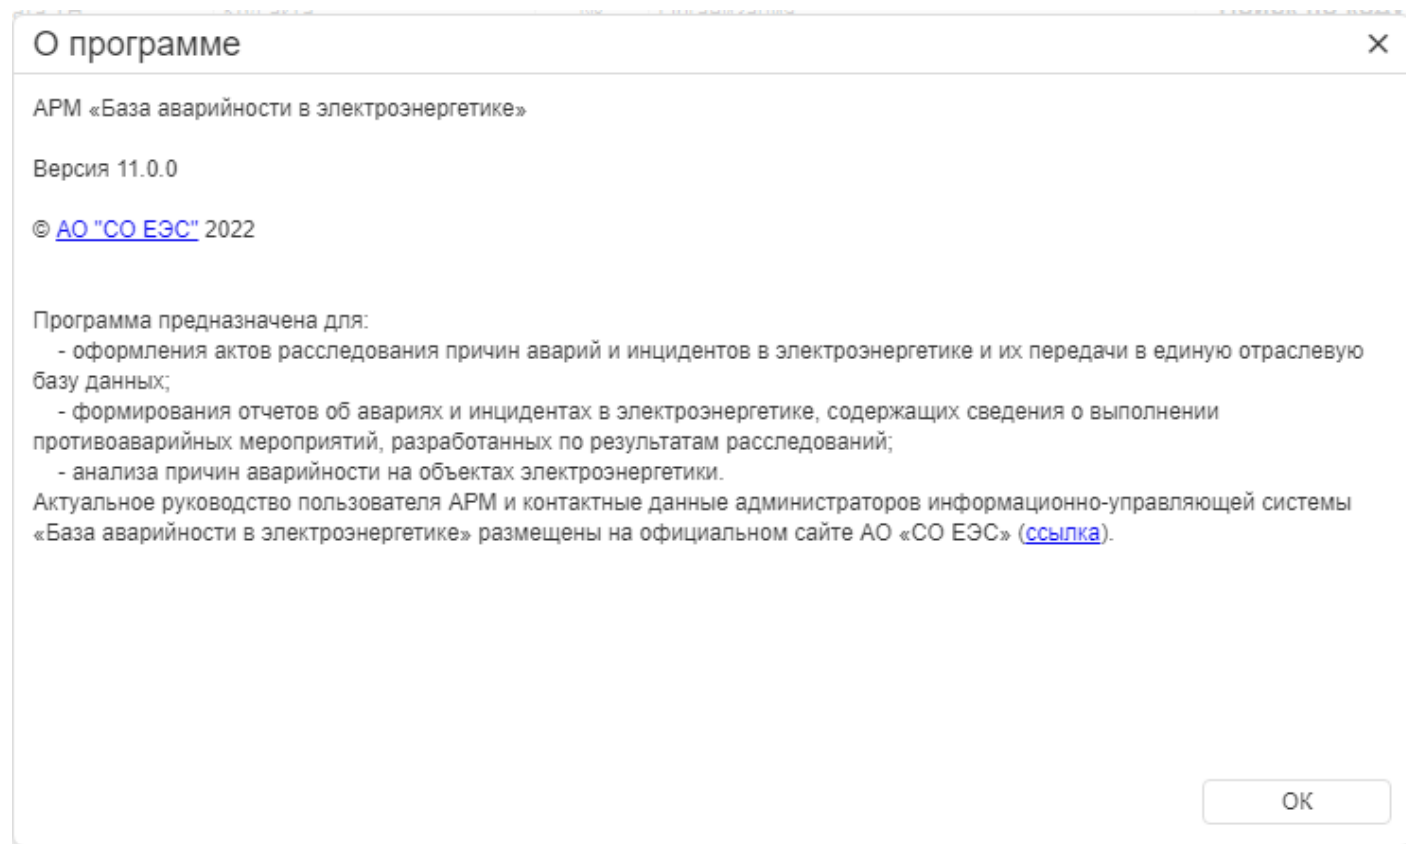 О программе
АРМ «База аварийности в электроэнергетике»
Версия 11.0.0
© АО "СО ЕЭС" 2022
Программа предназначена для:
- оформления актов расследования причин аварий и инцидентов в электроэнергетике и их передачи в единую отраслевую
базу данных;
- формирования отчетов об авариях и инцидентах в электроэнергетике, содержащих сведения о выполнении
противоаварийных мероприятий, разработанных по результатам расследований;
- анализа причин аварийности на объектах электроэнергетики.
Актуальное руководство пользователя АРМ и контактные данные администраторов информационно-управляющей системы
«База аварийности в электроэнергетике» размещены на официальном сайте АО «СО ЕЭС» (ссылка).
ОК